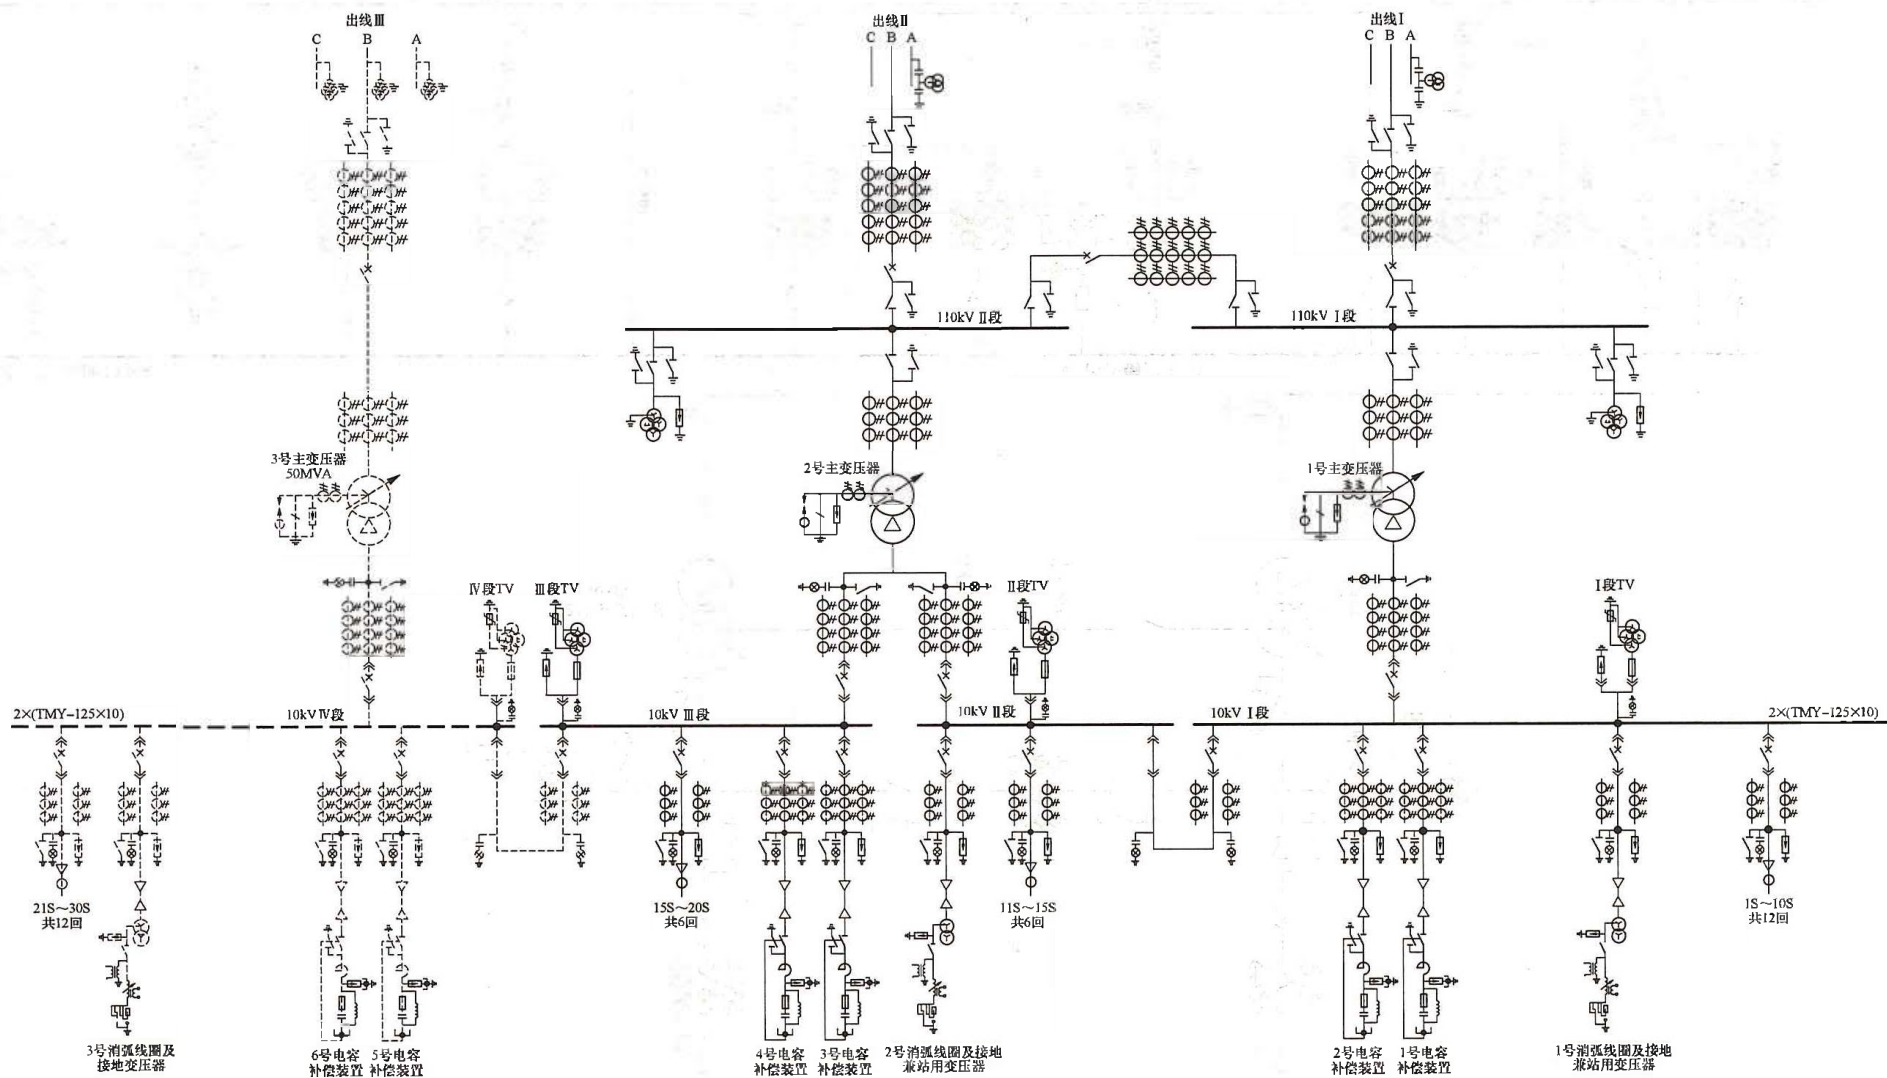 出线Ⅲ
出线Ⅱ
出线Ⅰ
C B A
C B A
C B A
110kV Ⅱ段
110kV Ⅰ段
3号主变压器
50MVA
2号主变压器
1号主变压器
Ⅳ段TV
Ⅲ段TV
Ⅱ段TV
Ⅰ段TV
2×(TMY-125×10)
10kV Ⅳ段
10kV Ⅲ段
10kV Ⅱ段
10kV Ⅰ段
2×(TMY-125×10)
21S～30S
共12回
15S～20S
共6回
11S～15S
共6回
1S～10S
共12回
3号消弧线圈及
接地变压器
6号电容
补偿装置
5号电容
补偿装置
4号电容
补偿装置
3号电容
补偿装置
2号消弧线圈及接地
兼站用变压器
2号电容
补偿装置
1号电容
补偿装置
1号消弧线圈及接地
兼站用变压器